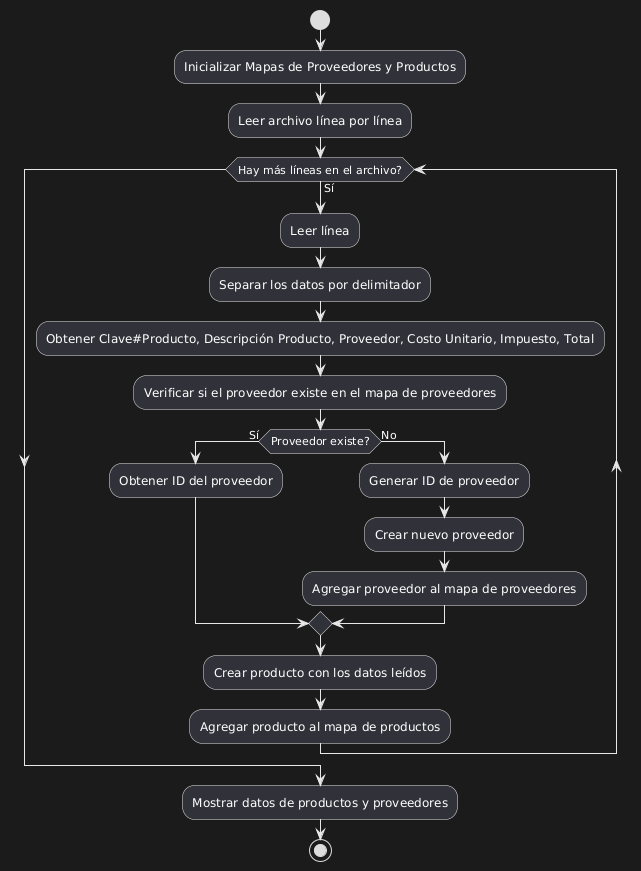 Inicializar Mapas de Proveedores y Productos
Leer archivo línea por línea
Hay más líneas en el archivo?
Sí
Leer línea
Separar los datos por delimitador
Obtener Clave#Producto, Descripción Producto, Proveedor, Costo Unitario, Impuesto, Total
Verificar si el proveedor existe en el mapa de proveedores
Sí
Proveedor existe?
No
Obtener ID del proveedor
Generar ID de proveedor
Crear nuevo proveedor
Agregar proveedor al mapa de proveedores
Crear producto con los datos leídos
Agregar producto al mapa de productos
Mostrar datos de productos y proveedores